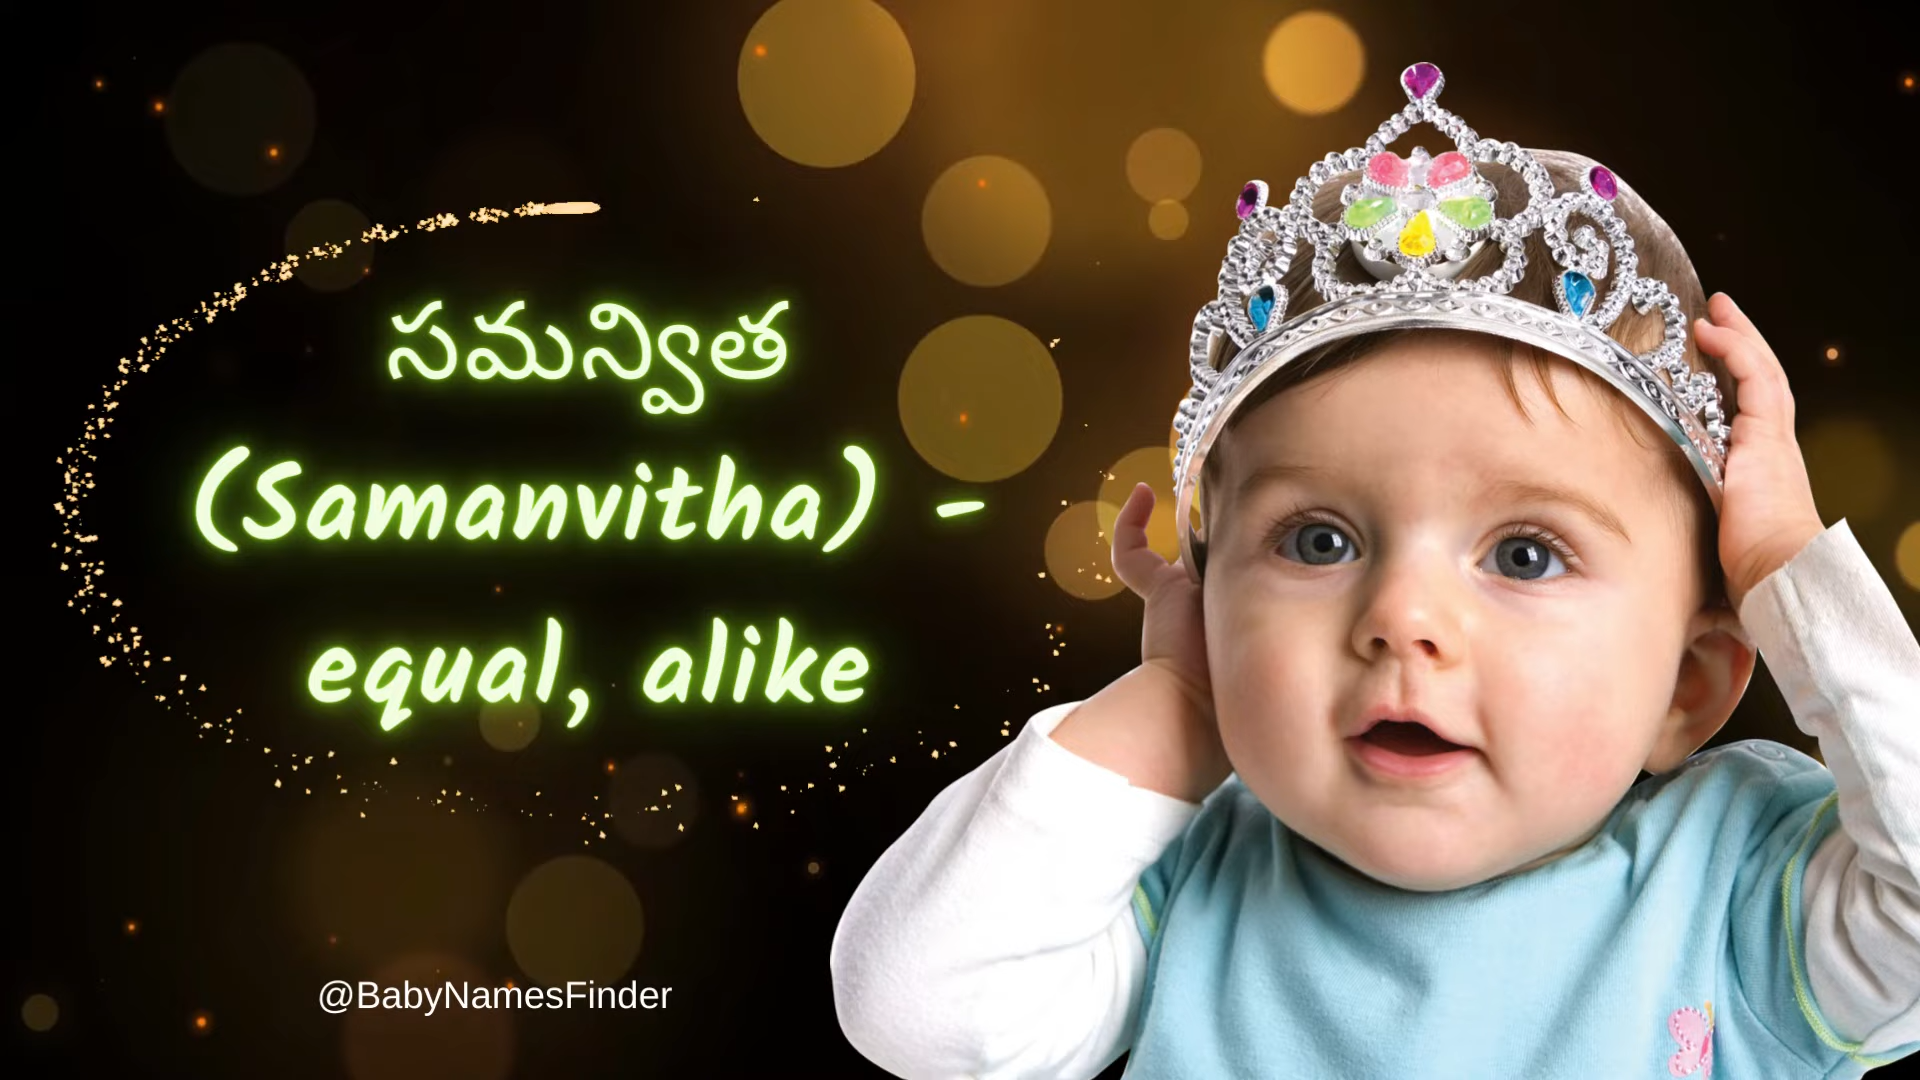 సమన్విత
(Samanvitha) -
equal, alike
@BabyNamesFinder